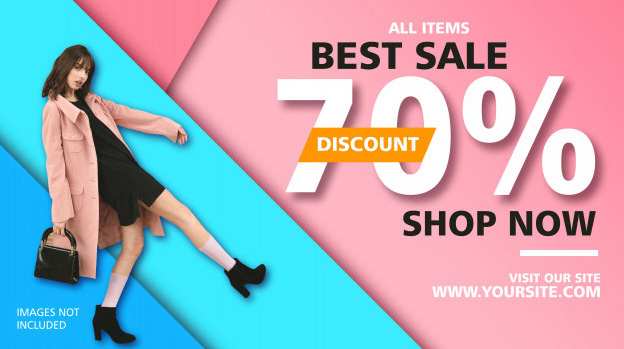 ALL ITEMS
BEST SALE
70%
DISCOUNT
SHOP NOW
VISIT OUR SITE
WWW.YOURSITE.COM
IMAGES NOT
INCLUDED